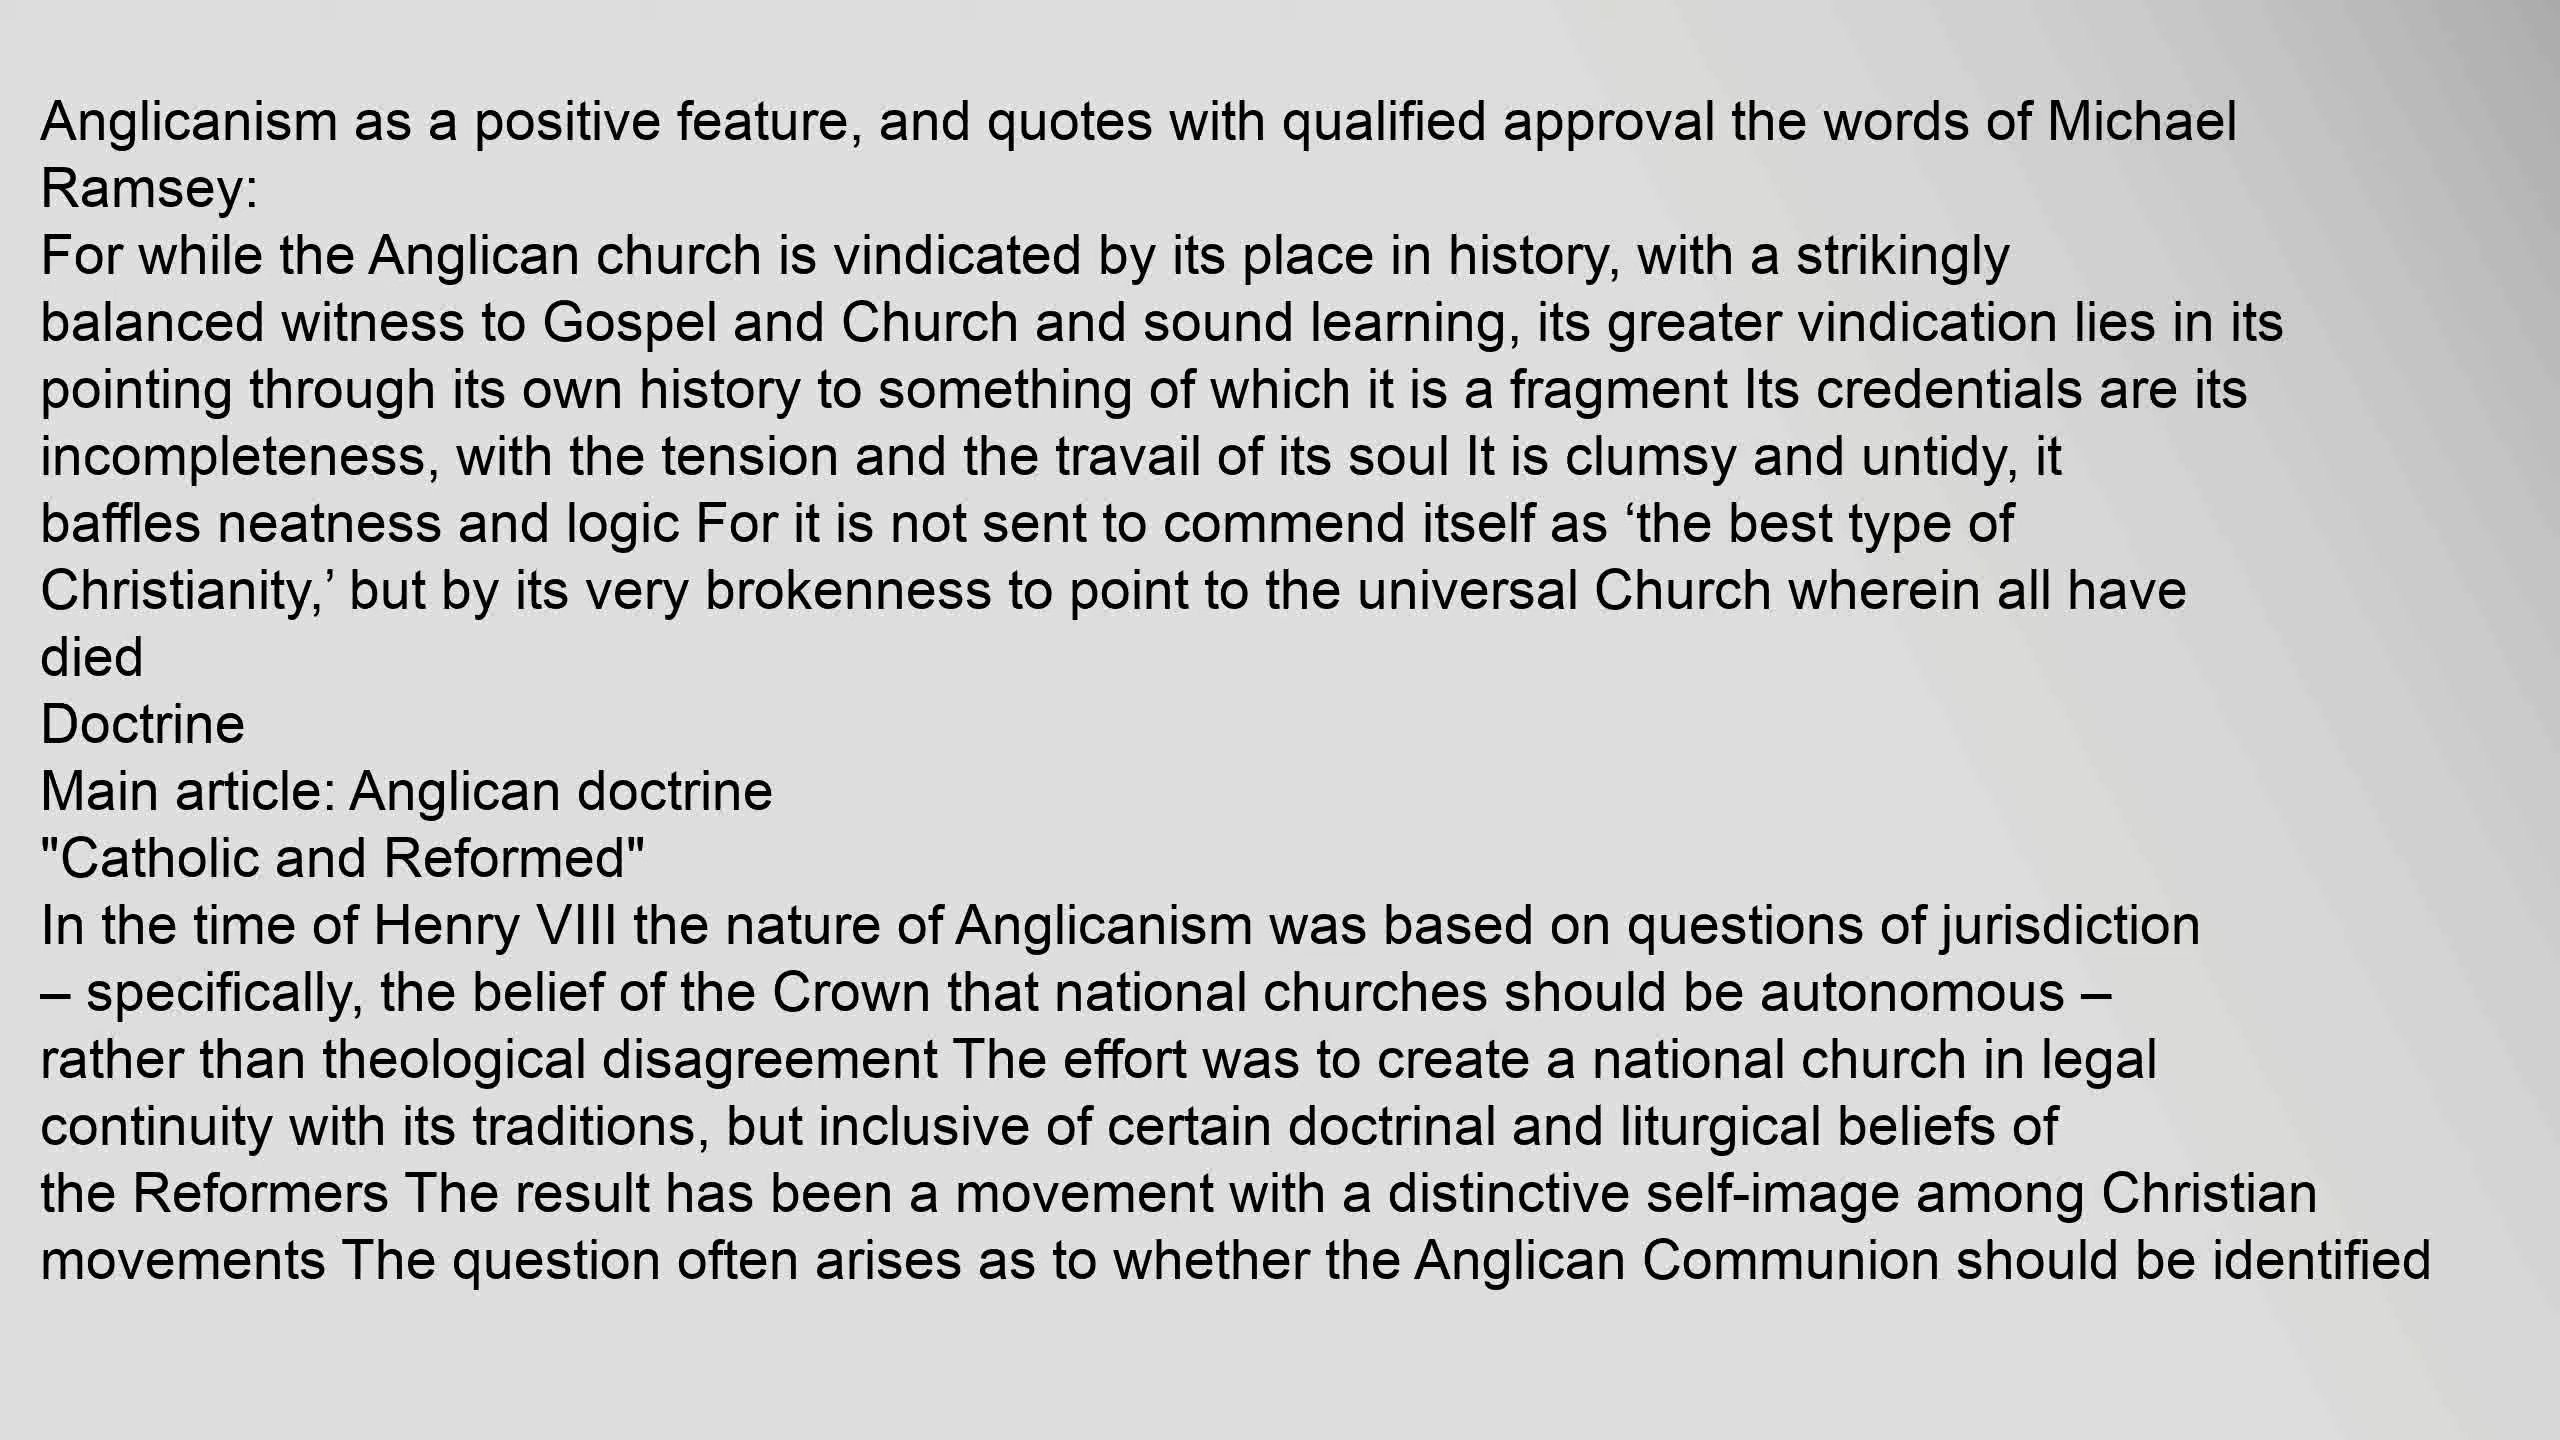 Anglicanism as a positive feature, and quotes with qualified approval the words of Michael
Ramsey:
For while the Anglican church is vindicated by its place in history, with a strikingly
balanced witness to Gospel and Church and sound learning, its greater vindication lies in its
pointing through its own history to something of which it is a fragment Its credentials are its
incompleteness, with the tension and the travail of its soul It is clumsy and untidy, it
baffles neatness and logic For it is not sent to commend itself as ‘the best type of
Christianity,’ but by its very brokenness to point to the universal Church wherein all have
died
Doctrine
Main article: Anglican doctrine
"Catholic and Reformed"
In the time of Henry VIII the nature of Anglicanism was based on questions of jurisdiction
– specifically, the belief of the Crown that national churches should be autonomous –
rather than theological disagreement The effort was to create a national church in legal
continuity with its traditions, but inclusive of certain doctrinal and liturgical beliefs of
the Reformers The result has been a movement with a distinctive self-image among Christian
movements The question often arises as to whether the Anglican Communion should be identified